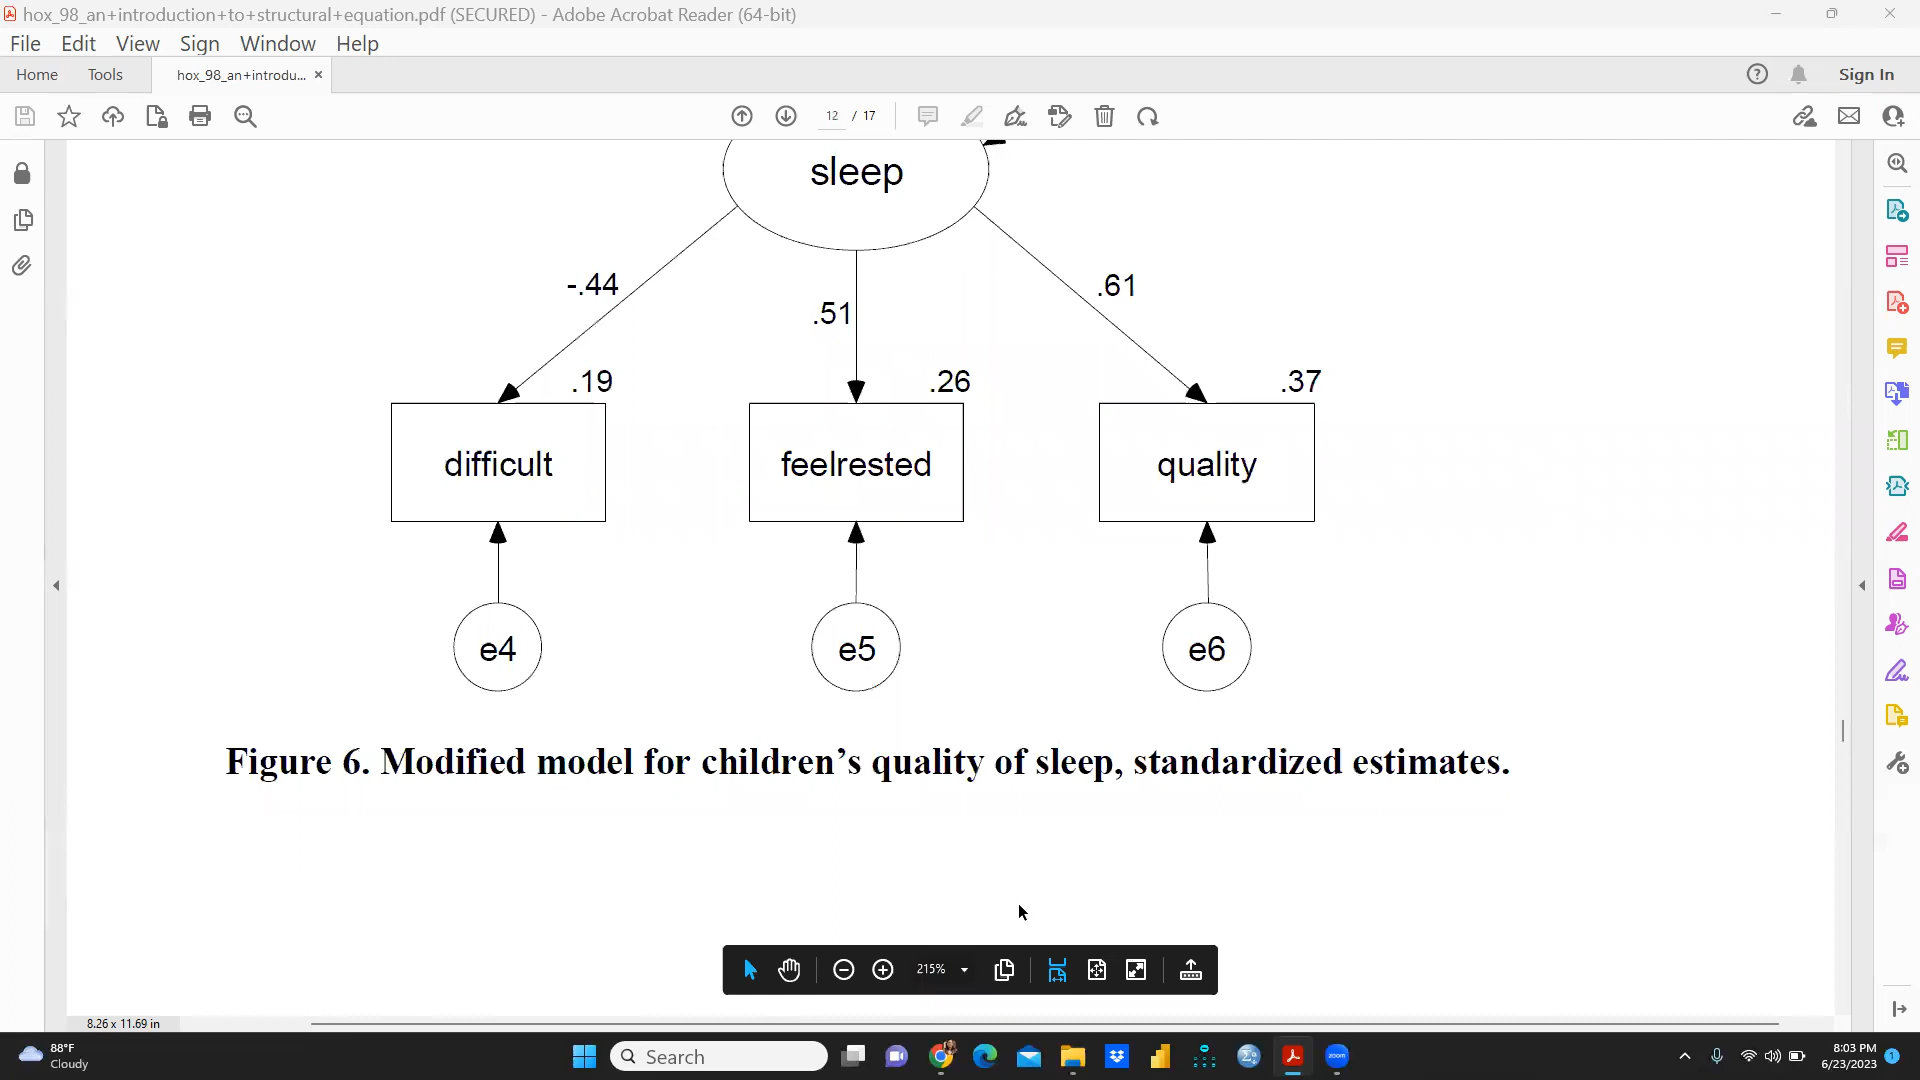 hox_98_an+introduction+to+structural+equation.pdf (SECURED) - Adobe Acrobat Reader (64-bit)
File Edit View Sign Window Help
Home Tools hox_98_an+introdu... × Sign In
12 / 17
sleep
-.44 .51 .61
.19 .26 .37
difficult feelrested quality
e4 e5 e6
Figure 6. Modified model for children’s quality of sleep, standardized estimates.
215%
8.26 x 11.69 in
88°F
Cloudy
Search
zoom
8:03 PM
6/23/2023
1